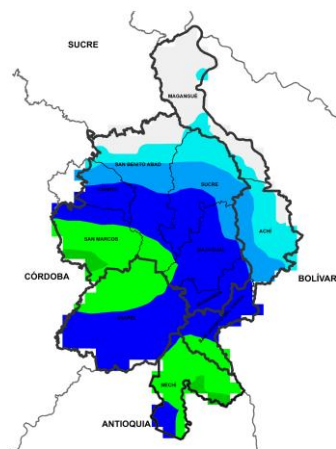 SUCRE
MAGANGUÉ
SAN BENITO ABAD
SUCRE
SAN MARCOS
ACHÍ
CÓRDOBA
BOLÍVAR
NECHÍ
ANTIOQUIA